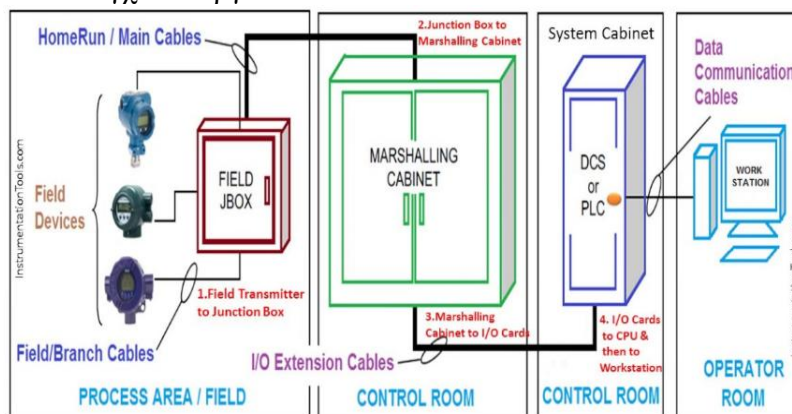 HomeRun / Main Cables
2.Junction Box to
Marshalling Cabinet
System Cabinet
Data
Communication
Cables
InstrumentationTools.com
Field
Devices
FIELD
JBOX
MARSHALLING
CABINET
DCS
or
PLC
WORK
STATION
1.Field Transmitter
to Junction Box
3.Marshalling
Cabinet to I/O Cards
4. I/O Cards
to CPU &
then to
Workstation
Field/Branch Cables
I/O Extension Cables
PROCESS AREA / FIELD
CONTROL ROOM
CONTROL ROOM
OPERATOR
ROOM